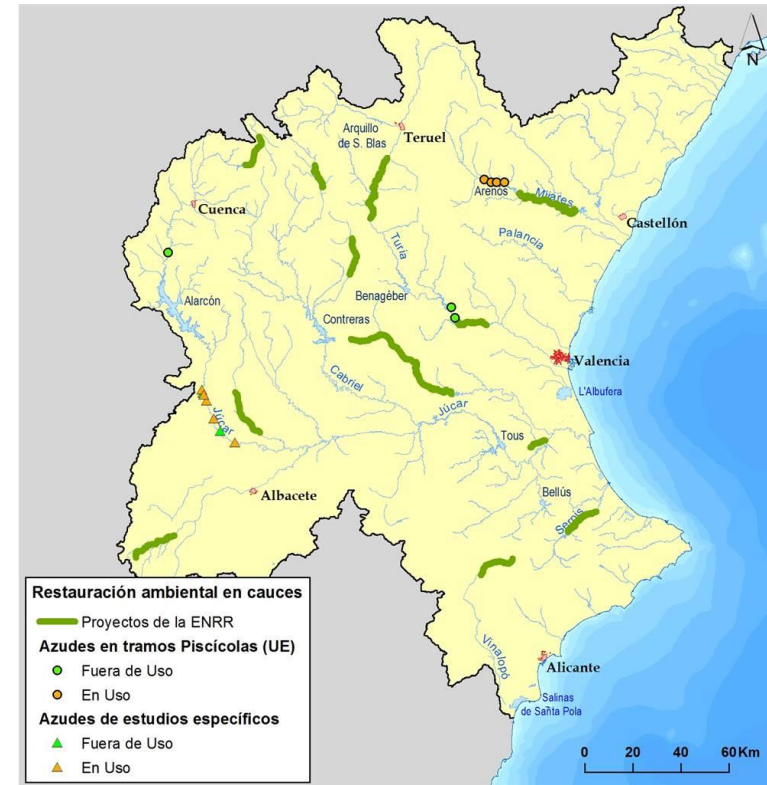 N
Arquillo
de S. Blas
Teruel
Arenós
Mijares
Cuenca
Castellón
Palancia
Turia
Alarcón
Benagéber
Contreras
Valencia
Cabriel
L'Albufera
Júcar
Júcar
Tous
Albacete
Bellús
Serpis
Vinalopó
Alicante
Salinas
de Santa Pola
Restauración ambiental en cauces
Proyectos de la ENRR
Azudes en tramos Piscícolas (UE)
Fuera de Uso
En Uso
Azudes de estudios específicos
Fuera de Uso
En Uso
0 20 40 60 Km